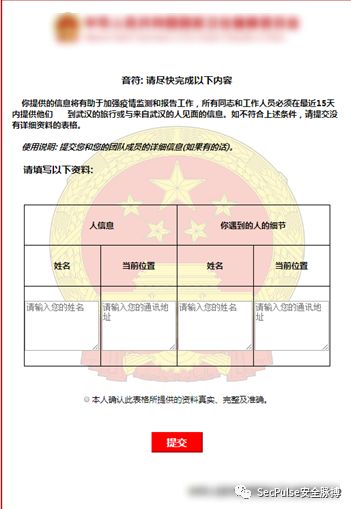 音符: 请尽快完成以下内容
你提供的信息将有助于加强疫情监测和报告工作，所有同志和工作人员必须在最近15天
内提供他们 到武汉的旅行或与来自武汉的人见面的信息。如不符合上述条件，请提交没
有详细资料的表格。
使用说明: 提交您和您的团队成员的详细信息(如果有的话)。
请填写以下资料:
人信息 你遇到的人的细节
姓名 当前位置 姓名 当前位置
请输入您的姓名 请输入您的通讯地 请输入您的姓名 请输入您的通讯地
址 址
本人确认此表格所提供的资料真实、完整及准确。
提交
SecPulse安全脉搏